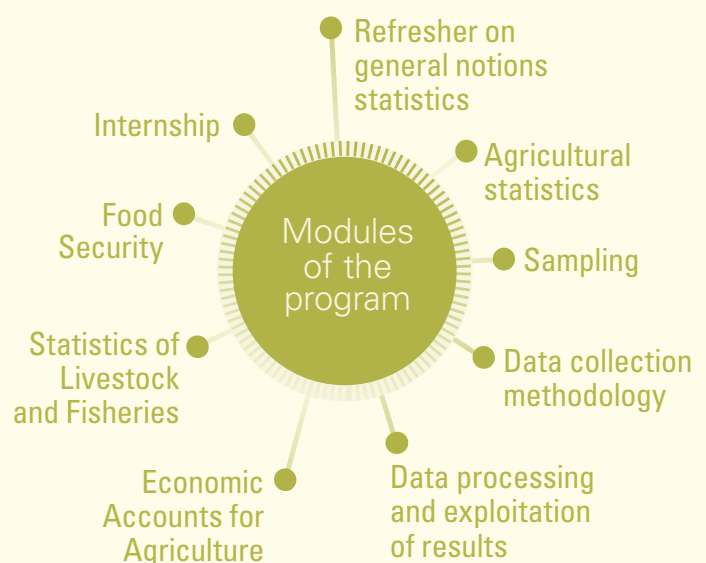 Refresher on
general notions
statistics
Agricultural
statistics
Sampling
Data collection
methodology
Data processing
and exploitation
of results
Economic
Accounts for
Agriculture
Statistics of
Livestock
and Fisheries
Food
Security
Internship
Modules
of the
program